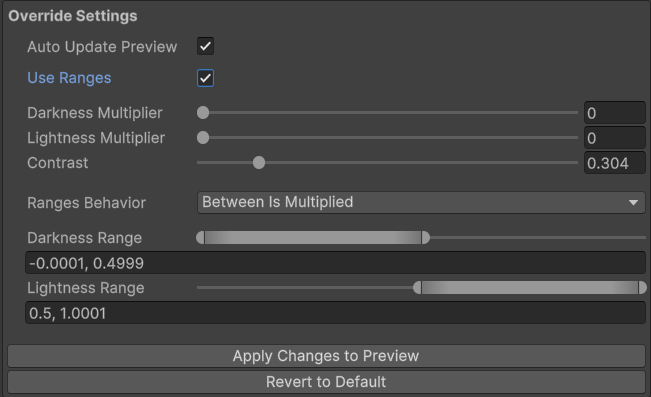 Override Settings
Auto Update Preview
Use Ranges
Darkness Multiplier 0
Lightness Multiplier 0
Contrast 0.304
Ranges Behavior Between Is Multiplied
Darkness Range
-0.0001, 0.4999
Lightness Range
0.5, 1.0001
Apply Changes to Preview
Revert to Default